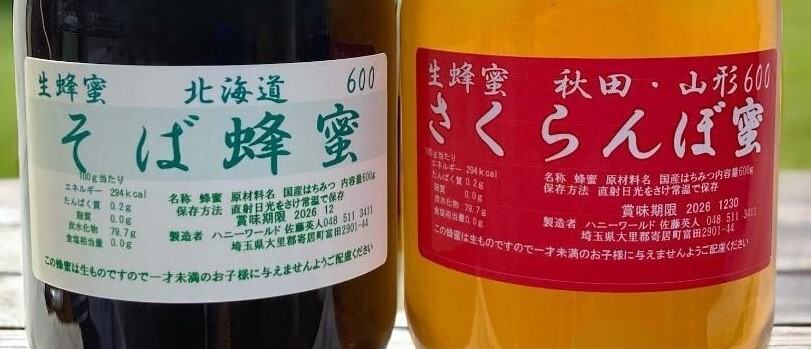 生蜂蜜 北海道 600
そば蜂蜜
100g当たり
エネルギー 294kcal
たんぱく質 0.2g
脂質 0.0g
炭水化物 79.7g
食塩相当量 0.0g
名称 蜂蜜 原材料名 国産はちみつ 内容量600g
保存方法 直射日光をさけ常温で保存
賞味期限 2026 12
製造者 ハニーワールド 佐藤英人048 511 3411
埼玉県大里郡寄居町富田2901-44
この蜂蜜は生ものですので一才未満のお子様に与えませんようご配慮ください
生蜂蜜 秋田・山形600
さくらんぼ蜜
100g当たり
エネルギー 294kcal
たんぱく質 0.2g
脂質 0.0g
炭水化物 79.7g
食塩相当量 0.0g
名称 蜂蜜 原材料名 国産はちみつ 内容量600g
保存方法 直射日光をさけ常温で保存
賞味期限 2026 1230
製造者 ハニーワールド 佐藤英人 048 511 3411
埼玉県大里郡寄居町富田2901-44
この蜂蜜は生ものですので一才未満のお子様に与えませんようご配慮ください